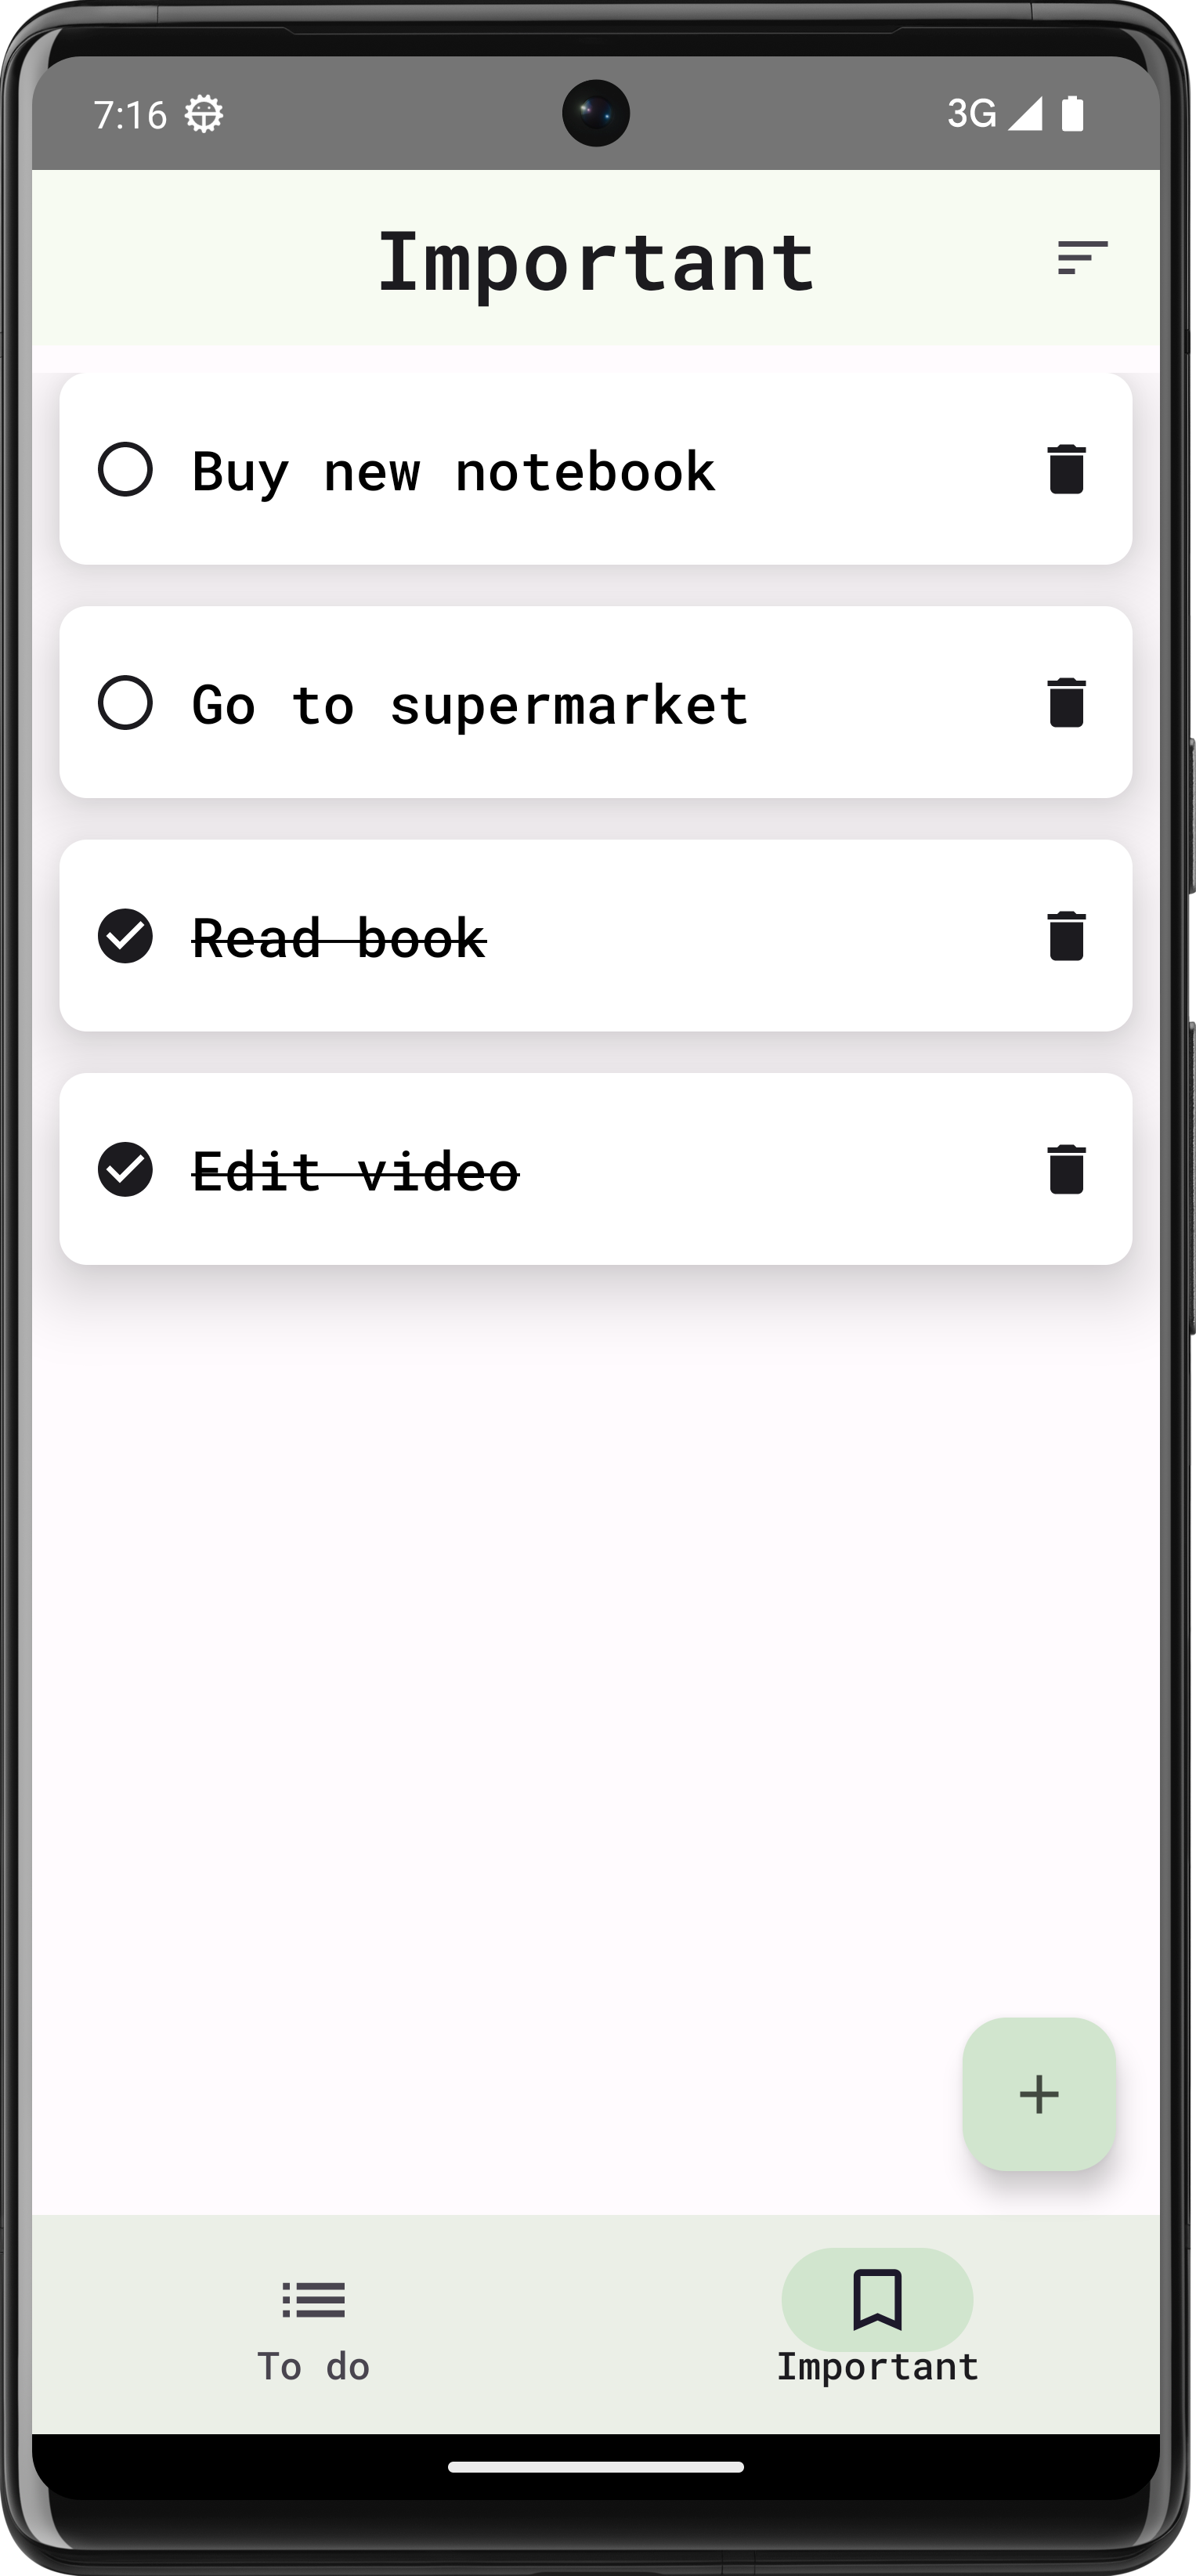 7:16 3G
Important
Buy new notebook
Go to supermarket
Read book
Edit video
To do
Important